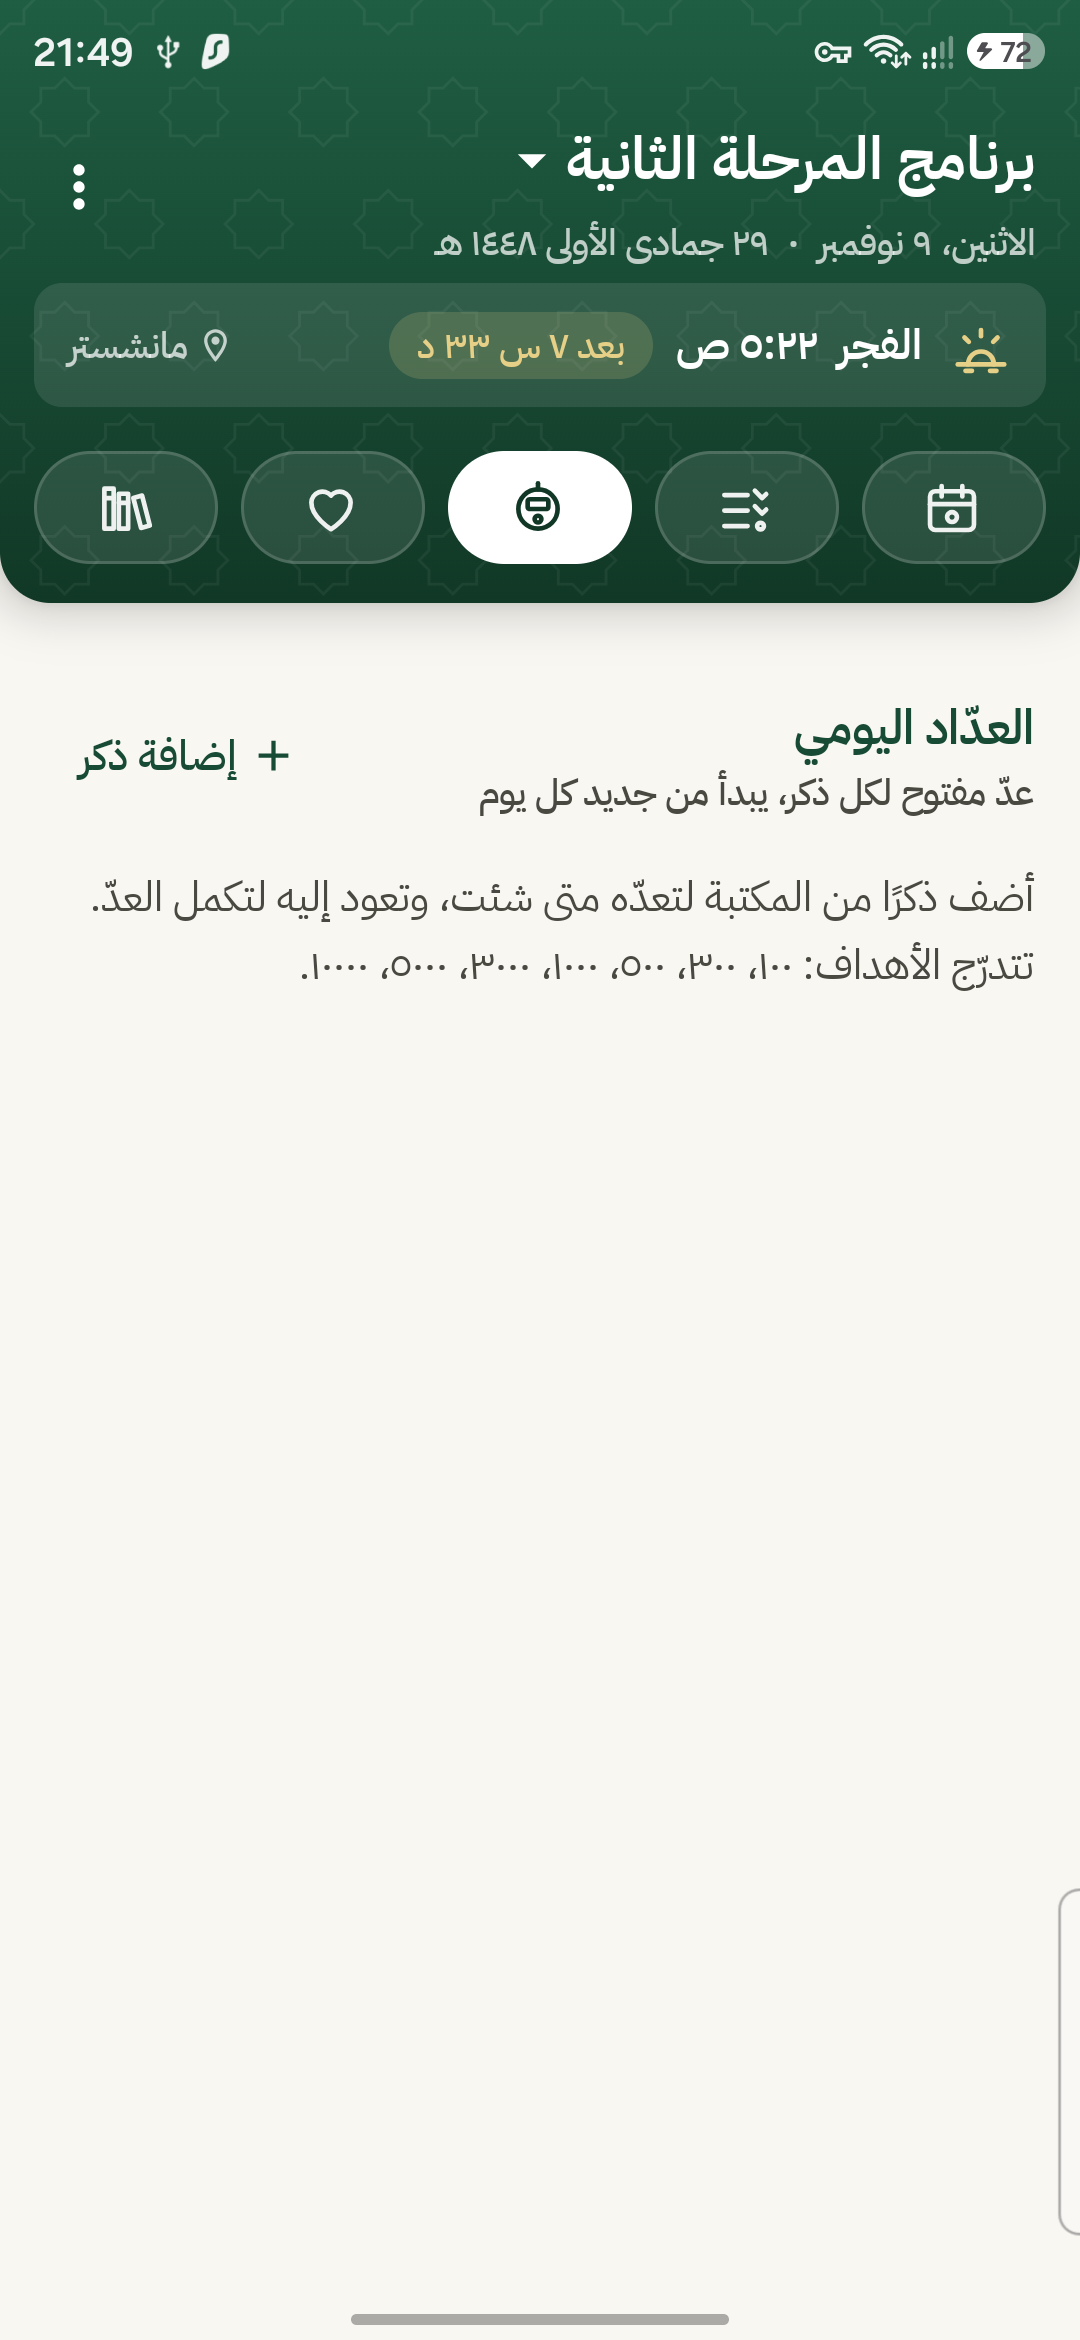 21:49
72
برنامج المرحلة الثانية
الاثنين، ٩ نوفمبر · ٢٩ جمادى الأولى ١٤٤٨ هـ
الفجر ٥:٢٢ ص بعد ٧ س ٣٣ د مانشستر
العدّاد اليومي
عدّ مفتوح لكل ذكر، يبدأ من جديد كل يوم
إضافة ذكر
أضف ذكرًا من المكتبة لتعدّه متى شئت، وتعود إليه لتكمل العدّ.
تتدرّج الأهداف: ١٠٠، ٣٠٠، ٥٠٠، ١٠٠٠، ٣٠٠٠، ٥٠٠٠، ١٠٠٠٠.